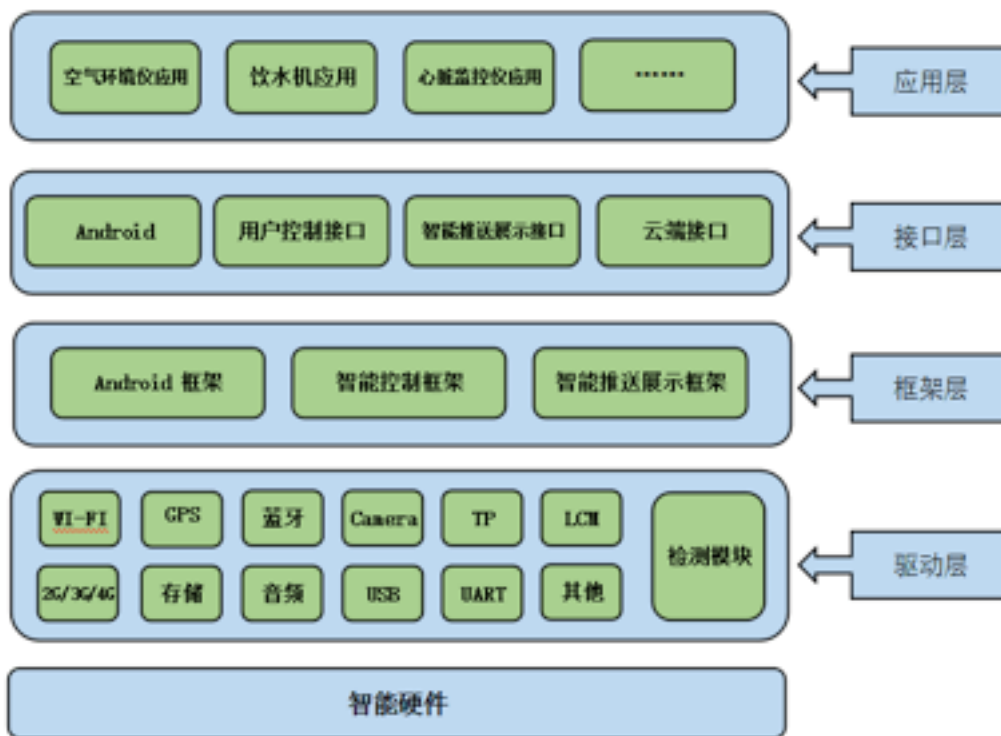 空气环境仪应用
饮水机应用
心脏监控仪应用
……
应用层
Android
用户控制接口
智能推送展示接口
云端接口
接口层
Android 框架
智能控制框架
智能推送展示框架
框架层
WI-FI
GPS
蓝牙
Camera
TP
LCM
检测模块
驱动层
2G/3G/4G
存储
音频
USB
UART
其他
智能硬件